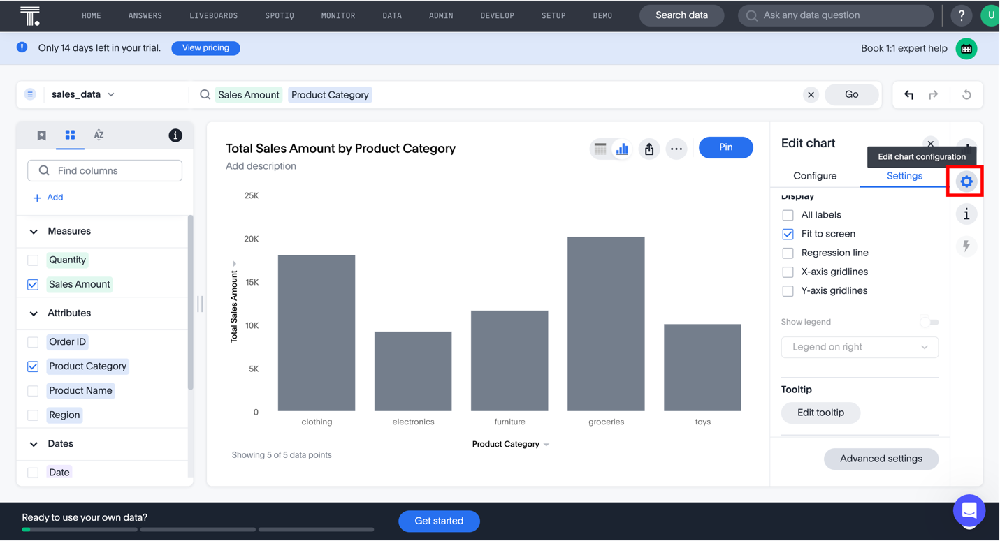 HOME ANSWERS LIVEBOARDS SPOTIQ MONITOR DATA ADMIN DEVELOP SETUP DEMO Search data Ask any data question ? U
Only 14 days left in your trial. View pricing Book 1:1 expert help
sales_data Sales Amount Product Category Go
Find columns
Add
Measures
Quantity
Sales Amount
Attributes
Order ID
Product Category
Product Name
Region
Dates
Date
Total Sales Amount by Product Category
Add description
Pin
25K
20K
15K
10K
5K
0
Total Sales Amount
clothing electronics furniture groceries toys
Product Category
Showing 5 of 5 data points
Edit chart
Edit chart configuration
Configure Settings
Display
All labels
Fit to screen
Regression line
X-axis gridlines
Y-axis gridlines
Show legend
Legend on right
Tooltip
Edit tooltip
Advanced settings
Ready to use your own data? Get started